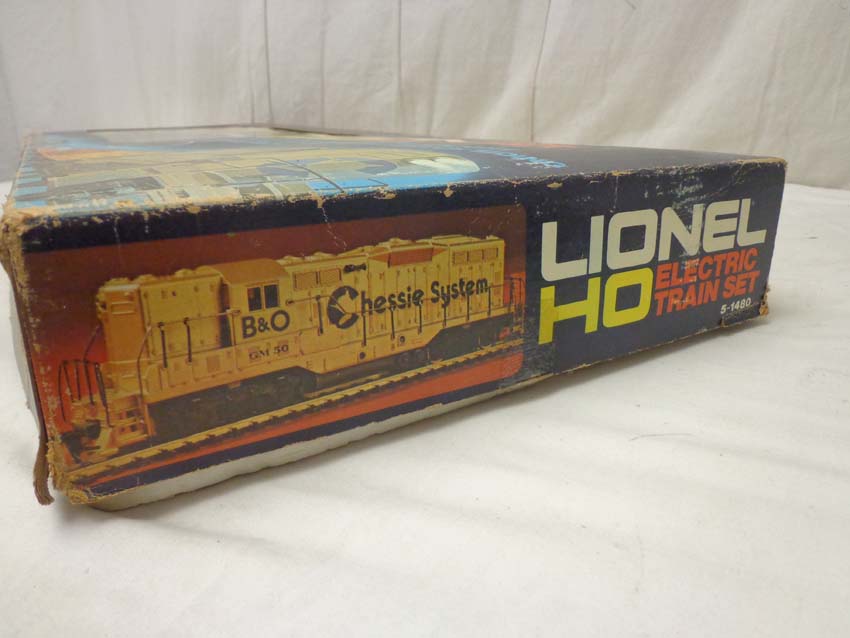 B&O
GM 50
Chessie System
LIONEL
HO
ELECTRIC
TRAIN SET
5-1480